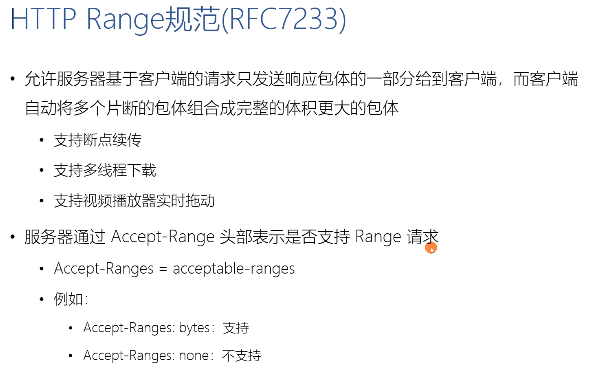 HTTP Range规范(RFC7233)
• 允许服务器基于客户端的请求只发送响应包体的一部分给到客户端，而客户端
自动将多个片断的包体组合成完整的体积更大的包体
• 支持断点续传
• 支持多线程下载
• 支持视频播放器实时拖动
• 服务器通过 Accept-Range 头部表示是否支持 Range 请求
• Accept-Ranges = acceptable-ranges
• 例如：
• Accept-Ranges: bytes：支持
• Accept-Ranges: none：不支持